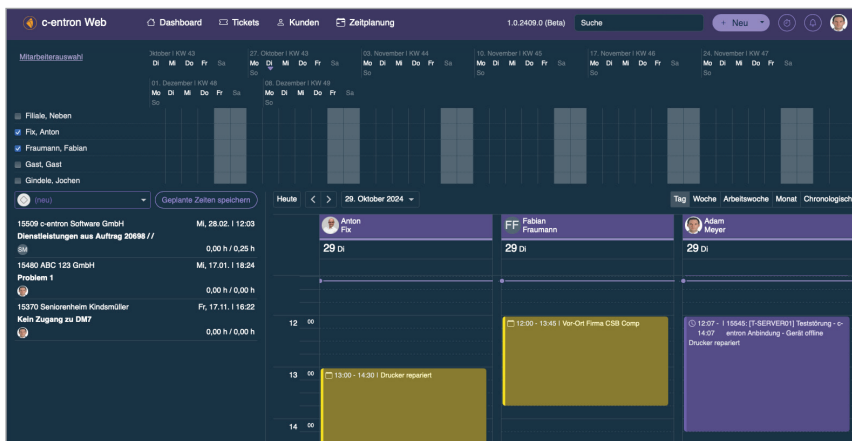 c-entron Web
Dashboard
Tickets
Kunden
Zeitplanung
1.0.2409.0 (Beta)
Suche
+ Neu
Mitarbeiterauswahl
Oktober | KW 43
Di Mi Do Fr Sa
So
27. Oktober | KW 43
Mo Di Mi Do Fr Sa
So
03. November | KW 44
Mo Di Mi Do Fr Sa
So
10. November | KW 45
Mo Di Mi Do Fr Sa
So
17. November | KW 46
Mo Di Mi Do Fr Sa
So
24. November | KW 47
Mo Di Mi Do Fr Sa
So
01. Dezember | KW 48
Mo Di Mi Do Fr Sa
So
08. Dezember | KW 49
Mo Di Mi Do Fr Sa
So
Filiale, Neben
Fix, Anton
Fraumann, Fabian
Gast, Gast
Gindele, Jochen
(neu)
Geplante Zeiten speichern
Heute
29. Oktober 2024
Tag Woche Arbeitswoche Monat Chronologisch
15509 c-entron Software GmbH Mi, 28.02. | 12:03
Dienstleistungen aus Auftrag 20698 //
SM 0,00 h / 0,25 h
15480 ABC 123 GmbH Mi, 17.01. | 18:24
Problem 1
0,00 h / 0,00 h
15370 Seniorenheim Kindsmüller Fr, 17.11. | 16:22
Kein Zugang zu DM7
0,00 h / 0,00 h
Anton
Fix
FF Fabian
Fraumann
Adam
Meyer
29 Di
29 Di
29 Di
12 00
12:00 - 13:45 | Vor-Ort Firma CSB Comp
12:07 - | 15545: [T-SERVER01] Teststörung - c-
14:07 entron Anbindung - Gerät offline
Drucker repariert
13 00
13:00 - 14:30 | Drucker repariert
14 00